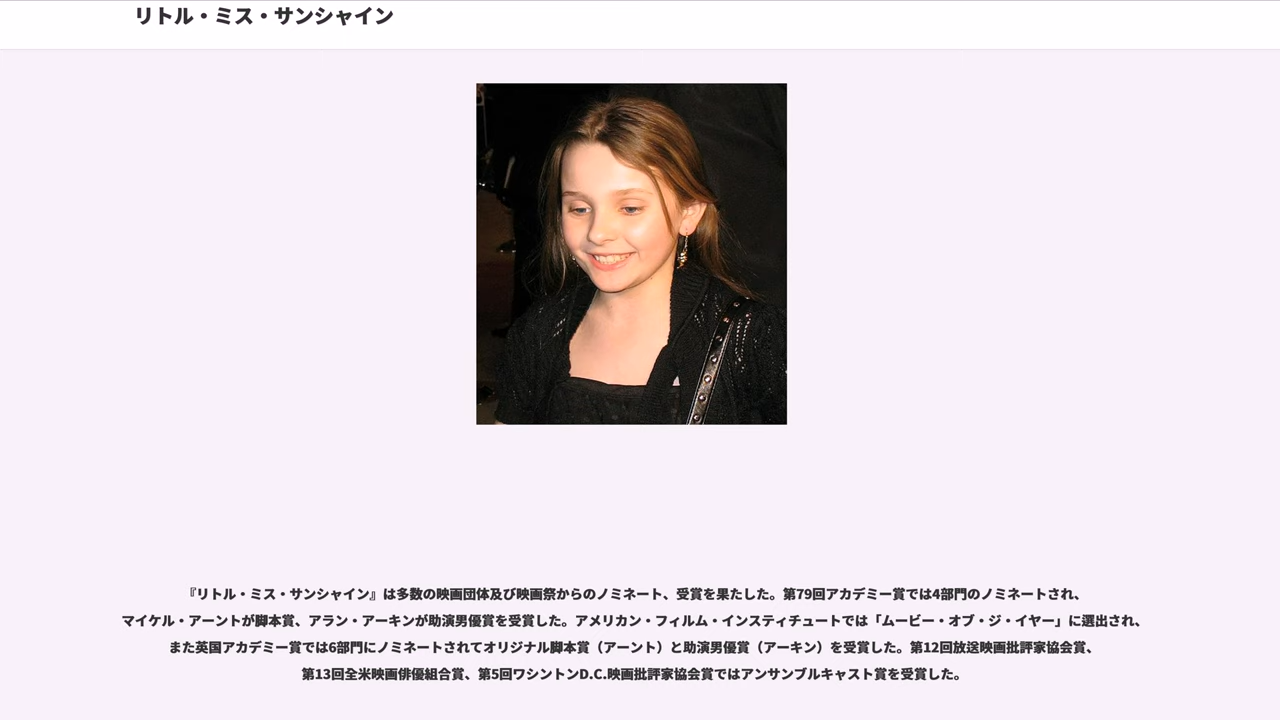 リトル・ミス・サンシャイン
『リトル・ミス・サンシャイン』は多数の映画団体及び映画祭からのノミネート、受賞を果たした。第79回アカデミー賞では4部門のノミネートされ、
マイケル・アーントが脚本賞、アラン・アーキンが助演男優賞を受賞した。アメリカン・フィルム・インスティチュートでは「ムービー・オブ・ジ・イヤー」に選出され、
また英国アカデミー賞では6部門にノミネートされてオリジナル脚本賞（アーント）と助演男優賞（アーキン）を受賞した。第12回放送映画批評家協会賞、
第13回全米映画俳優組合賞、第5回ワシントンD.C.映画批評家協会賞ではアンサンブルキャスト賞を受賞した。